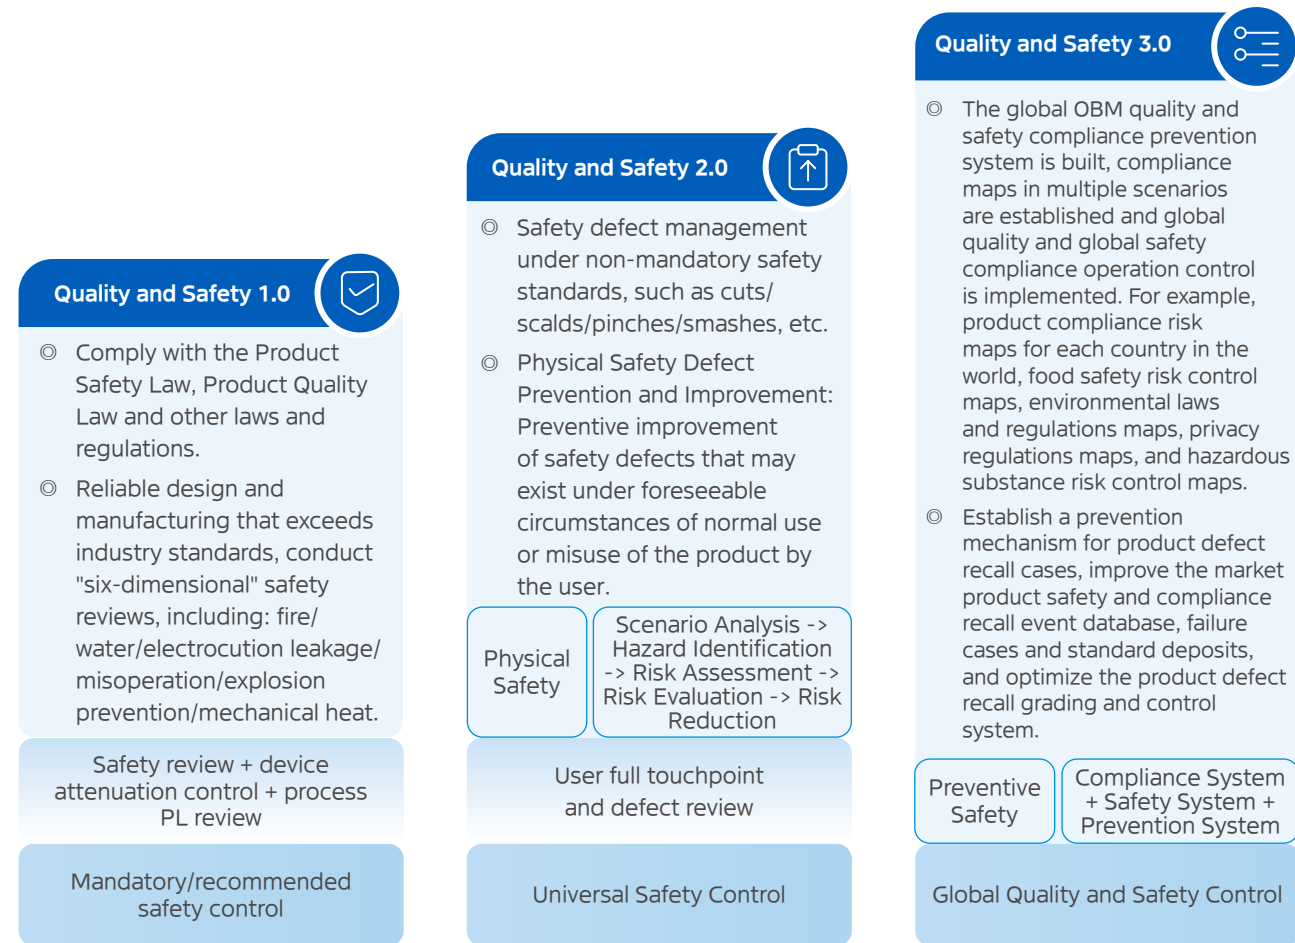 Quality and Safety 1.0
◎ Comply with the Product
Safety Law, Product Quality
Law and other laws and
regulations.
◎ Reliable design and
manufacturing that exceeds
industry standards, conduct
"six-dimensional" safety
reviews, including: fire/
water/electrocution leakage/
misoperation/explosion
prevention/mechanical heat.
Safety review + device
attenuation control + process
PL review
Mandatory/recommended
safety control
Quality and Safety 2.0
◎ Safety defect management
under non-mandatory safety
standards, such as cuts/
scalds/pinches/smashes, etc.
◎ Physical Safety Defect
Prevention and Improvement:
Preventive improvement
of safety defects that may
exist under foreseeable
circumstances of normal use
or misuse of the product by
the user.
Physical
Safety
Scenario Analysis ->
Hazard Identification
-> Risk Assessment ->
Risk Evaluation -> Risk
Reduction
User full touchpoint
and defect review
Universal Safety Control
Quality and Safety 3.0
◎ The global OBM quality and
safety compliance prevention
system is built, compliance
maps in multiple scenarios
are established and global
quality and global safety
compliance operation control
is implemented. For example,
product compliance risk
maps for each country in the
world, food safety risk control
maps, environmental laws
and regulations maps, privacy
regulations maps, and hazardous
substance risk control maps.
◎ Establish a prevention
mechanism for product defect
recall cases, improve the market
product safety and compliance
recall event database, failure
cases and standard deposits,
and optimize the product defect
recall grading and control
system.
Preventive
Safety
Compliance System
+ Safety System +
Prevention System
Global Quality and Safety Control